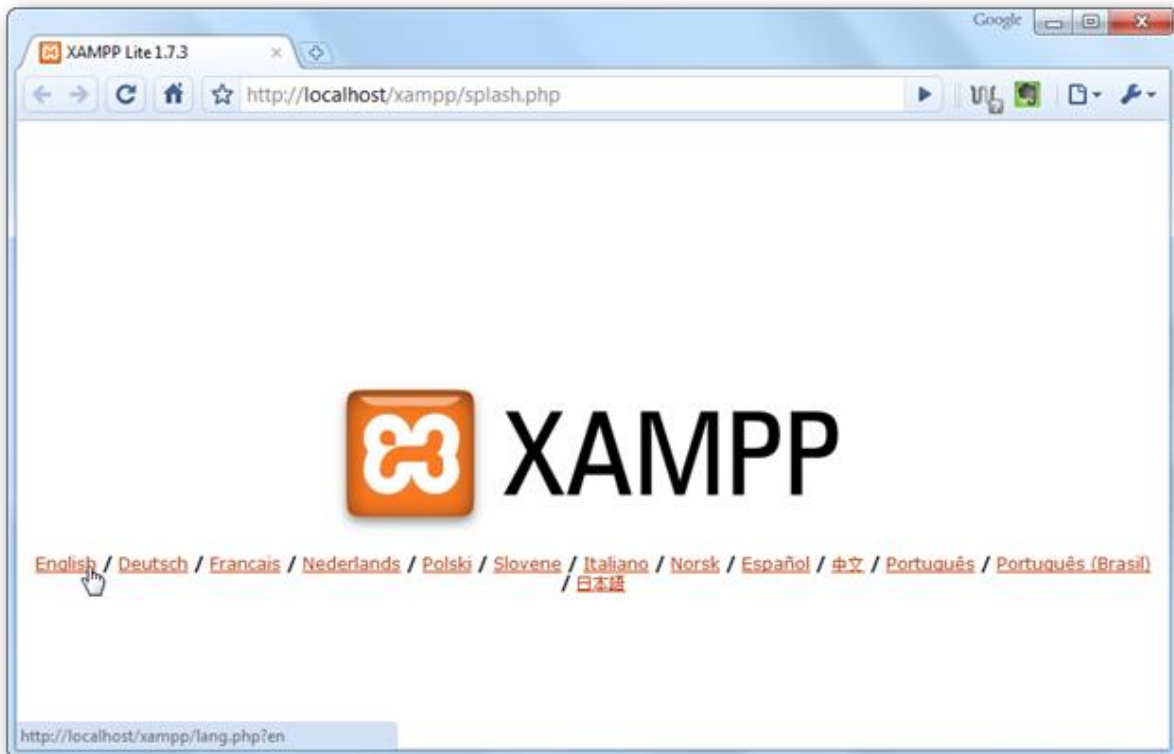 Google
XAMPP Lite 1.7.3
http://localhost/xampp/splash.php
XAMPP
English / Deutsch / Francais / Nederlands / Polski / Slovene / Italiano / Norsk / Español / 中文 / Português / Português (Brasil)
/ 日本語
http://localhost/xampp/lang.php?en